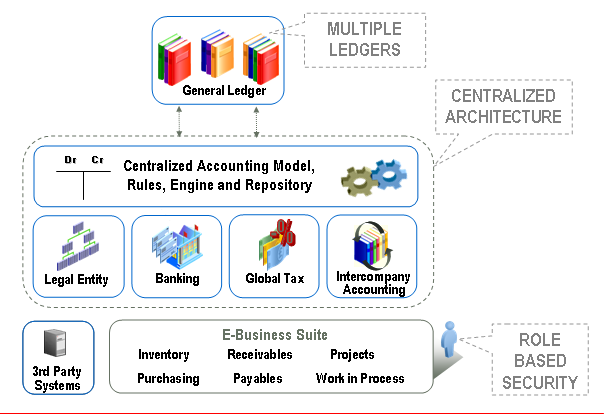 MULTIPLE
LEDGERS
General Ledger
CENTRALIZED
ARCHITECTURE
Dr Cr
Centralized Accounting Model,
Rules, Engine and Repository
%
Legal Entity
Banking
Global Tax
Intercompany
Accounting
E-Business Suite
Inventory Receivables Projects
Purchasing Payables Work in Process
3rd Party
Systems
ROLE
BASED
SECURITY